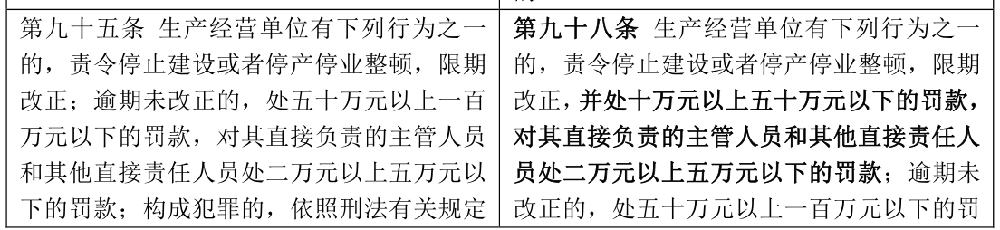 的。
第九十五条 生产经营单位有下列行为之一
的，责令停止建设或者停产停业整顿，限期
改正；逾期未改正的，处五十万元以上一百
万元以下的罚款，对其直接负责的主管人员
和其他直接责任人员处二万元以上五万元以
下的罚款；构成犯罪的，依照刑法有关规定
第九十八条 生产经营单位有下列行为之一
的，责令停止建设或者停产停业整顿，限期
改正，并处十万元以上五十万元以下的罚款，
对其直接负责的主管人员和其他直接责任人
员处二万元以上五万元以下的罚款；逾期未
改正的，处五十万元以上一百万元以下的罚